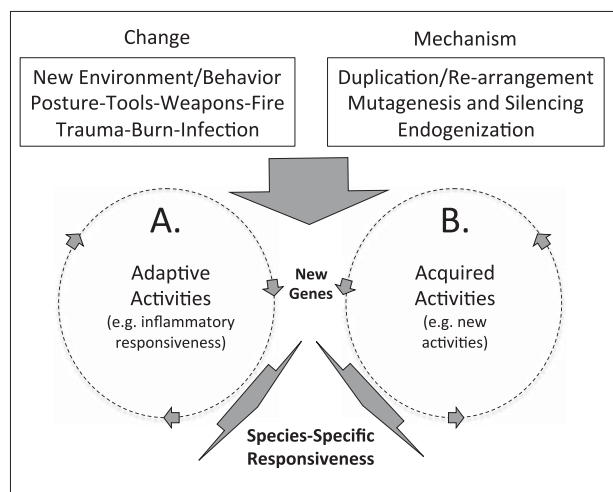 Change
New Environment/Behavior
Posture-Tools-Weapons-Fire
Trauma-Burn-Infection
Mechanism
Duplication/Re-arrangement
Mutagenesis and Silencing
Endogenization
A.
Adaptive
Activities
(e.g. inflammatory
responsiveness)
New
Genes
B.
Acquired
Activities
(e.g. new
activities)
Species-Specific
Responsiveness